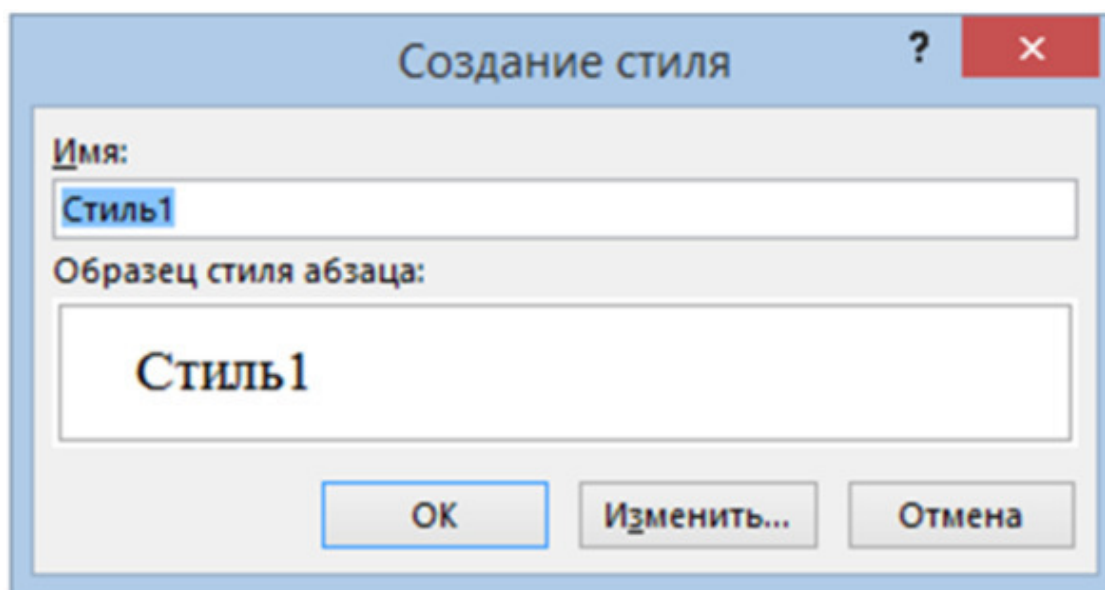 Создание стиля ?
Имя:
Стиль1
Образец стиля абзаца:
Стиль1
ОК Изменить... Отмена